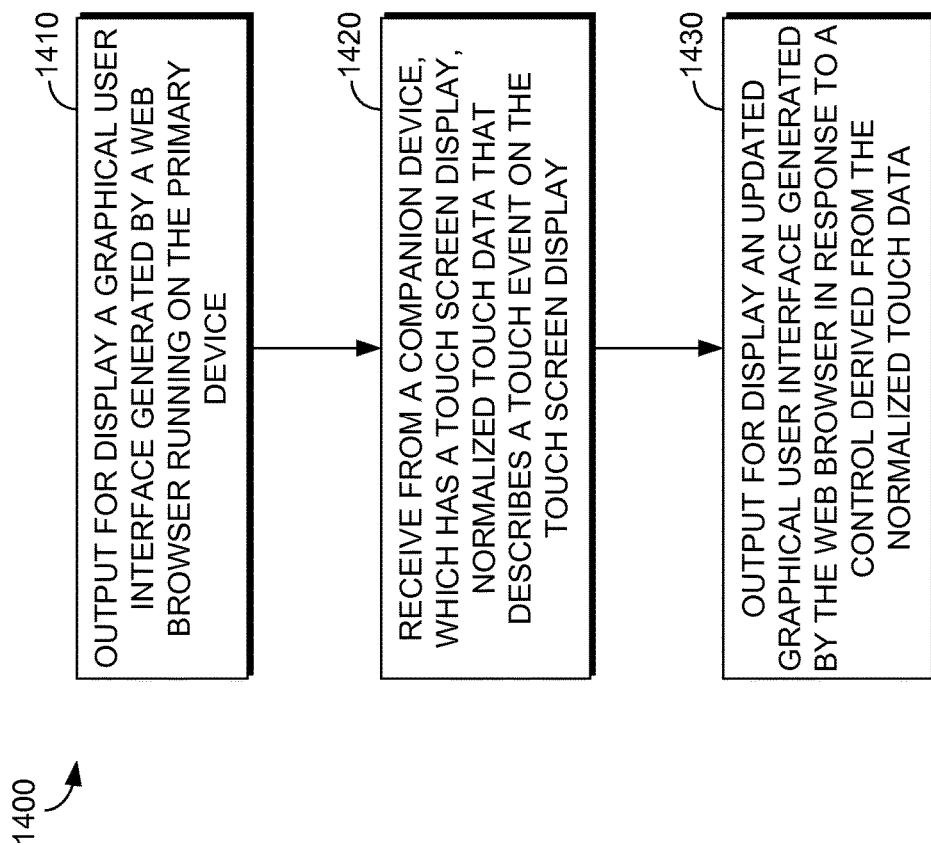 1400
1410
OUTPUT FOR DISPLAY A GRAPHICAL USER
INTERFACE GENERATED BY A WEB
BROWSER RUNNING ON THE PRIMARY
DEVICE
1420
RECEIVE FROM A COMPANION DEVICE,
WHICH HAS A TOUCH SCREEN DISPLAY,
NORMALIZED TOUCH DATA THAT
DESCRIBES A TOUCH EVENT ON THE
TOUCH SCREEN DISPLAY
1430
OUTPUT FOR DISPLAY AN UPDATED
GRAPHICAL USER INTERFACE GENERATED
BY THE WEB BROWSER IN RESPONSE TO A
CONTROL DERIVED FROM THE
NORMALIZED TOUCH DATA